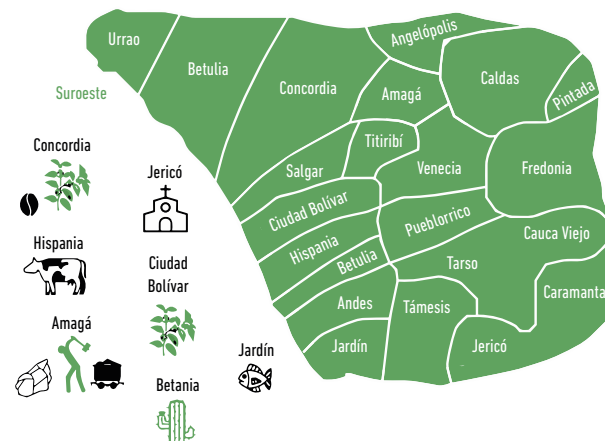 Urrao
Betulia
Concordia
Angelópolis
Caldas
Amagá
Pintada
Suroeste
Titiribí
Venecia
Fredonia
Salgar
Ciudad Bolívar
Pueblorrico
Cauca Viejo
Hispania
Betulia
Tarso
Caramanta
Andes
Támesis
Jardín
Jericó
Concordia
Jericó
Hispania
Ciudad
Bolívar
Amagá
Jardín
Betania